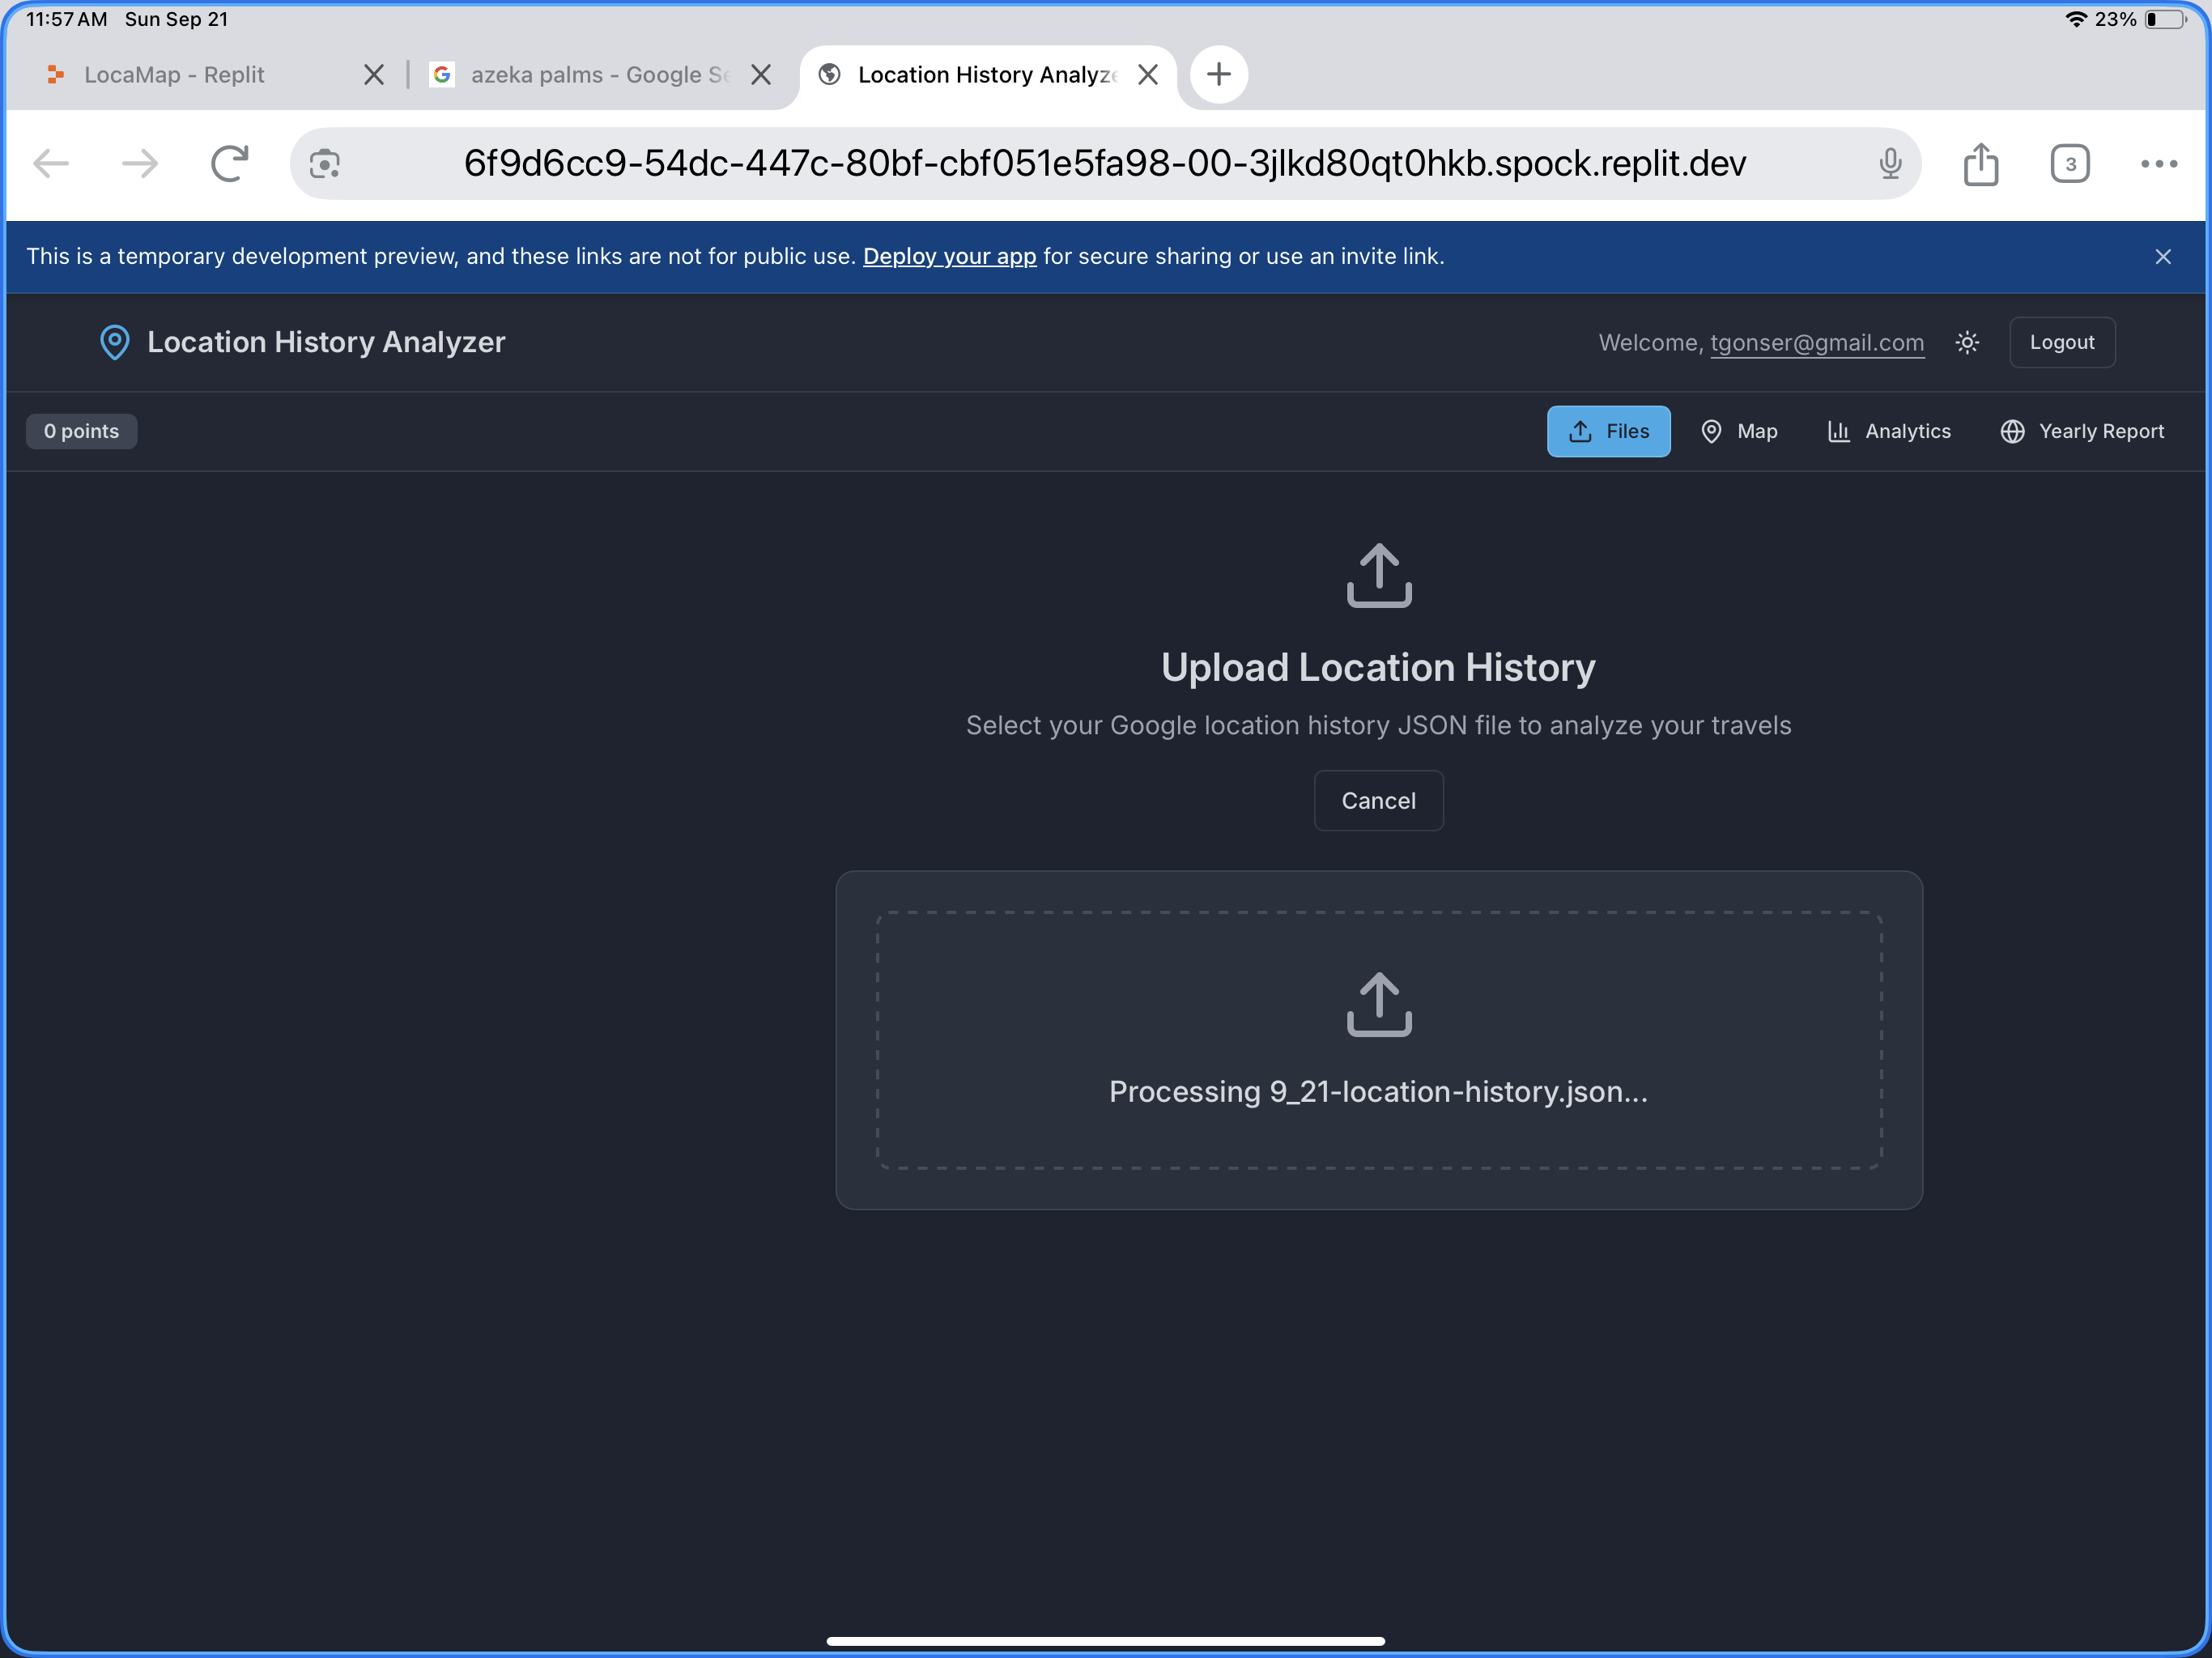 11:57 AM Sun Sep 21
23%
LocaMap - Replit
azeka palms - Google Se
Location History Analyze
6f9d6cc9-54dc-447c-80bf-cbf051e5fa98-00-3jlkd80qt0hkb.spock.replit.dev
3
This is a temporary development preview, and these links are not for public use. Deploy your app for secure sharing or use an invite link.
Location History Analyzer
Welcome, tgonser@gmail.com
Logout
0 points
Files
Map
Analytics
Yearly Report
Upload Location History
Select your Google location history JSON file to analyze your travels
Cancel
Processing 9_21-location-history.json...